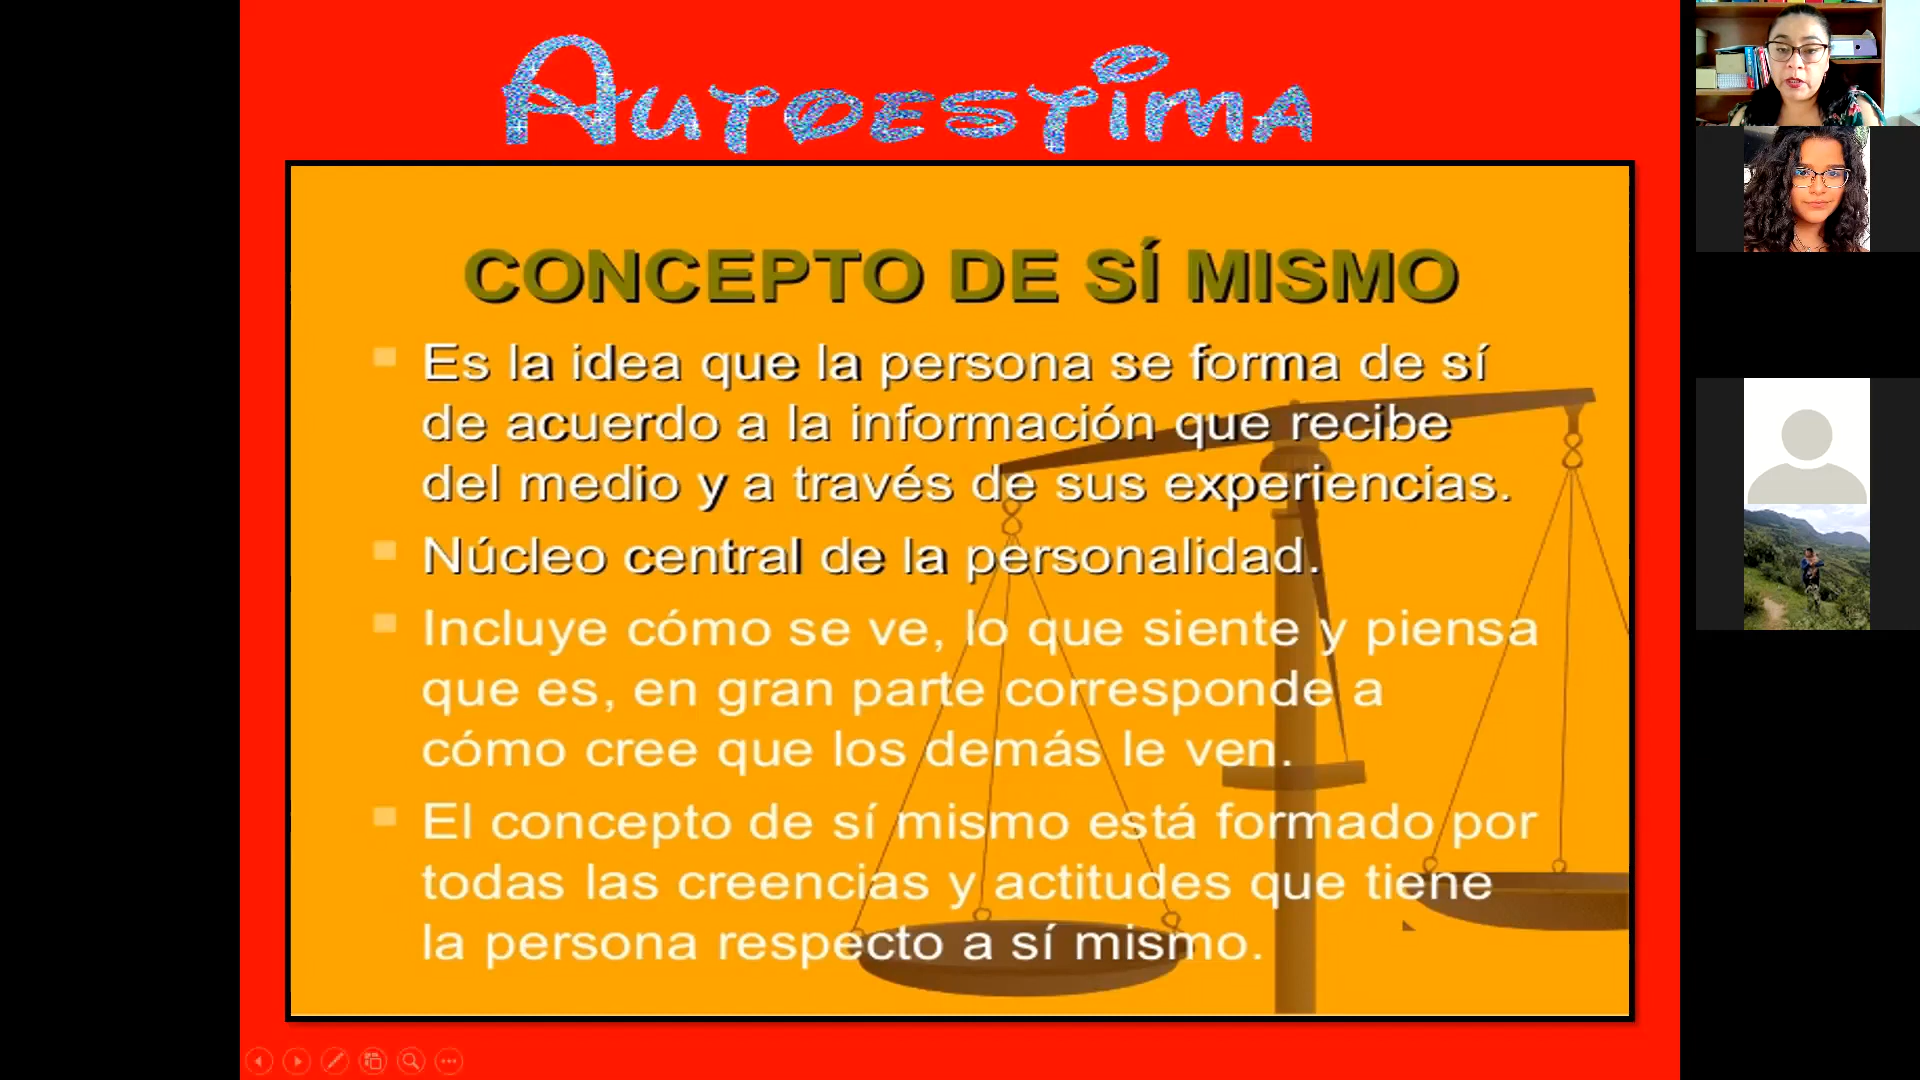 AUTOESTIMA
CONCEPTO DE SÍ MISMO
Es la idea que la persona se forma de sí
de acuerdo a la información que recibe
del medio y a través de sus experiencias.
Núcleo central de la personalidad.
Incluye cómo se ve, lo que siente y piensa
que es, en gran parte corresponde a
cómo cree que los demás le ven.
El concepto de sí mismo está formado por
todas las creencias y actitudes que tiene
la persona respecto a sí mismo.